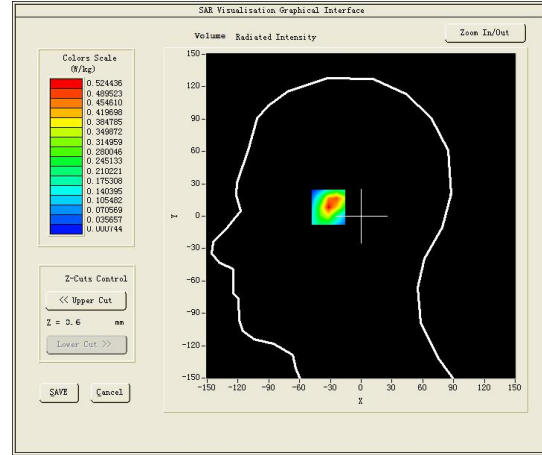 SAR Visualisation Graphical Interface
Volume Radiated Intensity
Zoom In/Out
Colors Scale
(W/kg)
0.524436
0.489523
0.454610
0.419698
0.384785
0.349872
0.314959
0.280046
0.245133
0.210221
0.175308
0.140395
0.105482
0.070569
0.035657
0.000744
Z-Cuts Control
<< Upper Cut
Z = 3.6 mm
Lower Cut >>
SAVE Cancel
150
120
90
60
30
0
-30
-60
-90
-120
-150
Y
-150 -120 -90 -60 -30 0 30 60 90 120 150
X